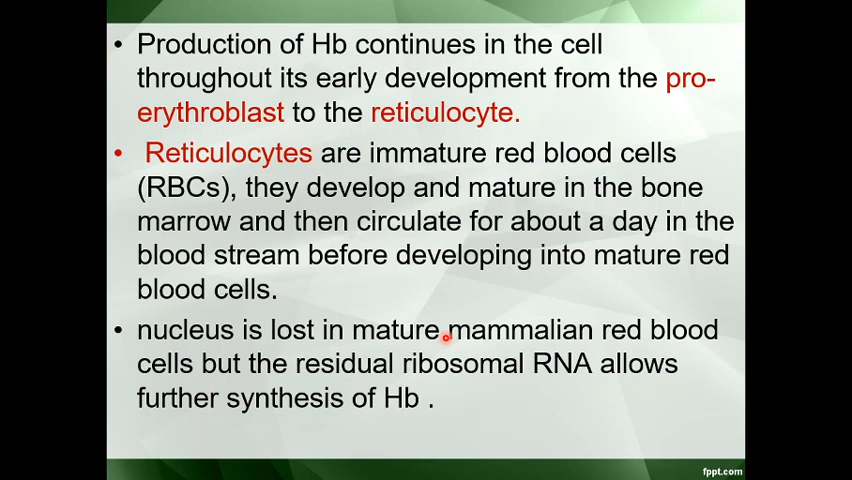 • Production of Hb continues in the cell
throughout its early development from the pro-
erythroblast to the reticulocyte.
• Reticulocytes are immature red blood cells
(RBCs), they develop and mature in the bone
marrow and then circulate for about a day in the
blood stream before developing into mature red
blood cells.
• nucleus is lost in mature mammalian red blood
cells but the residual ribosomal RNA allows
further synthesis of Hb .
fppt.com